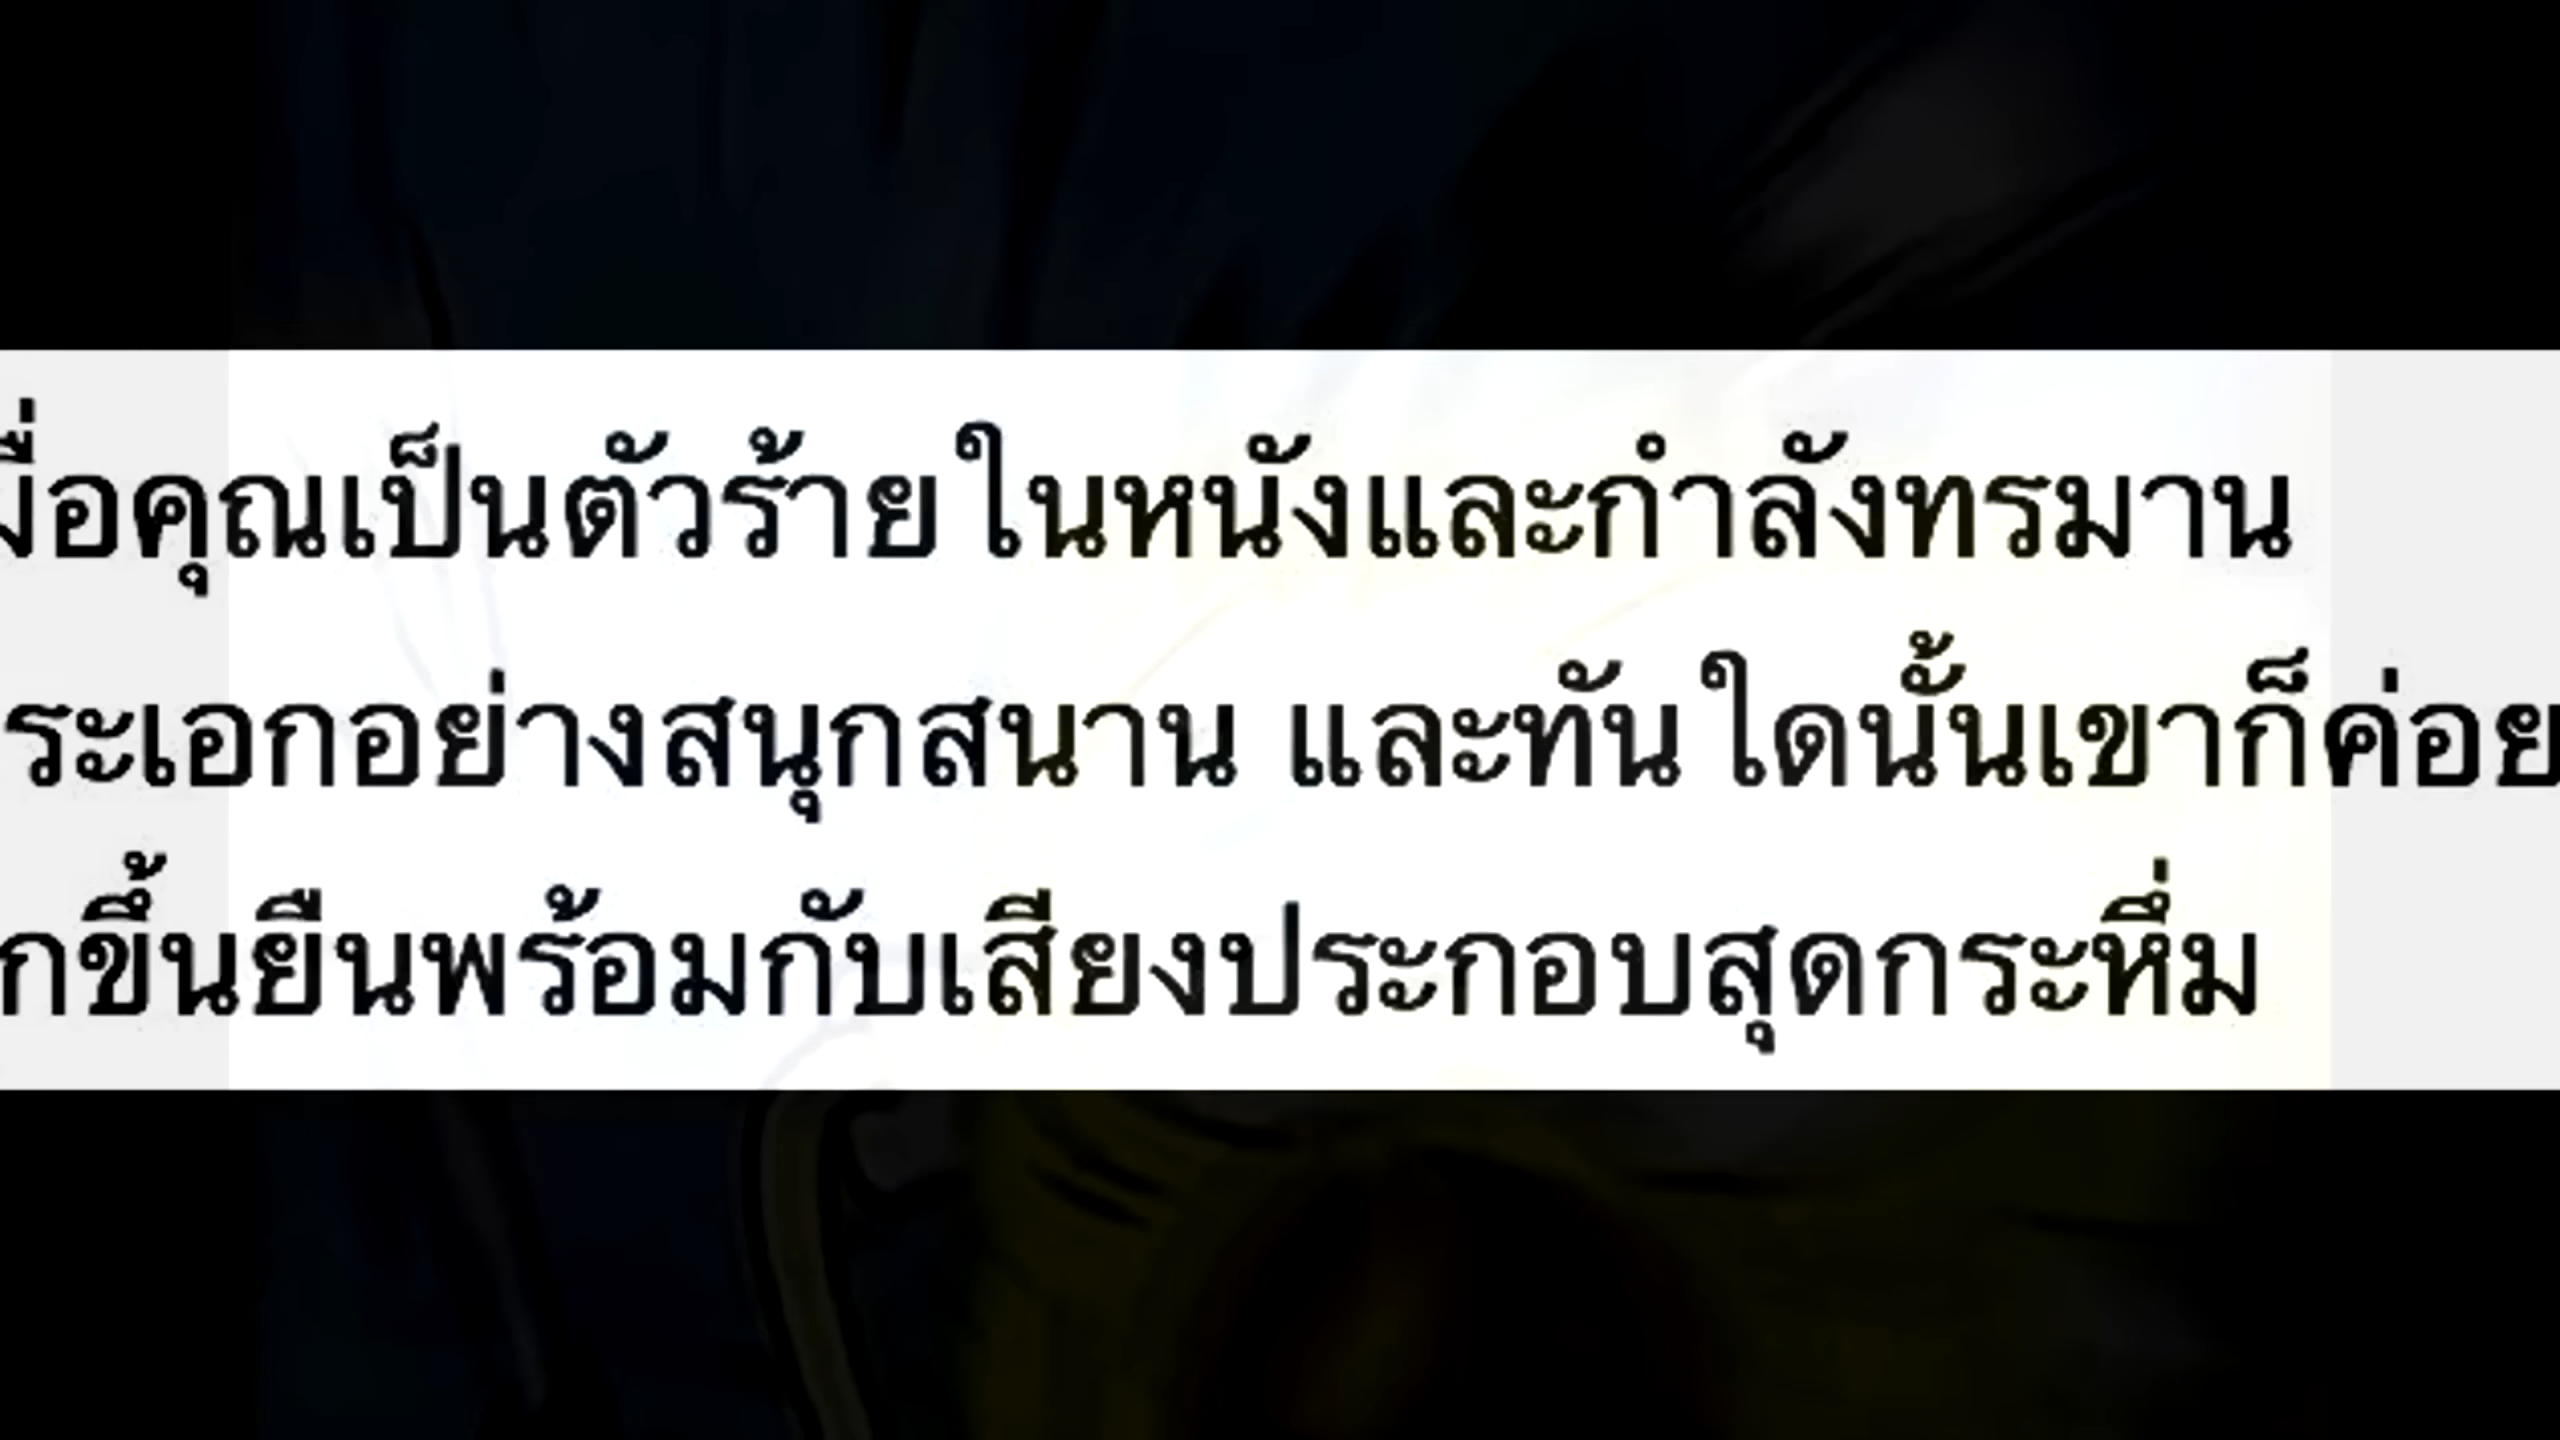 มื่อคุณเป็นตัวร้ายในหนังและกำลังทรมาน
ระเอกอย่างสนุกสนาน และทันใดนั้นเขาก็ค่อย
กขึ้นยืนพร้อมกับเสียงประกอบสุดกระหึ่ม